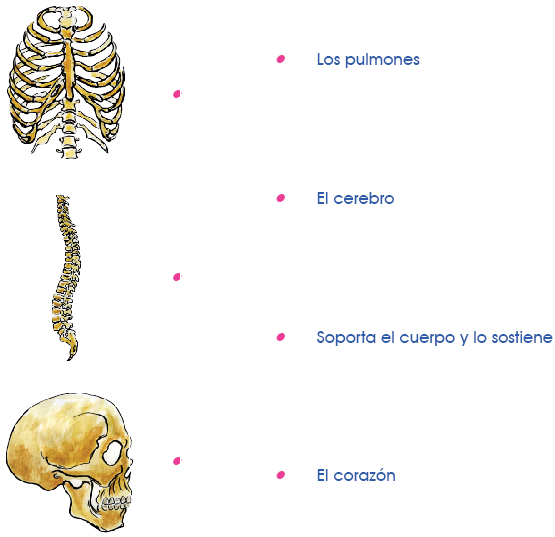 Los pulmones
El cerebro
Soporta el cuerpo y lo sostiene
El corazón